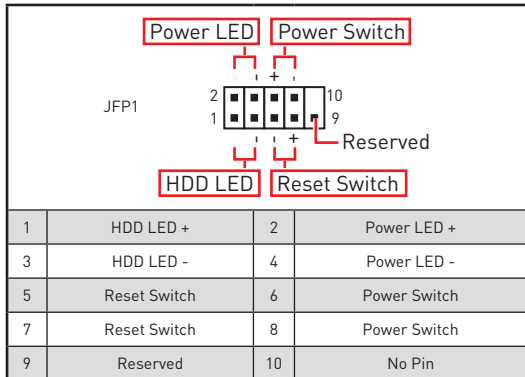 Power LED Power Switch
- + -
JFP1
2 10
1 9
- - +
Reserved
HDD LED Reset Switch
1 HDD LED + 2 Power LED +
3 HDD LED - 4 Power LED -
5 Reset Switch 6 Power Switch
7 Reset Switch 8 Power Switch
9 Reserved 10 No Pin